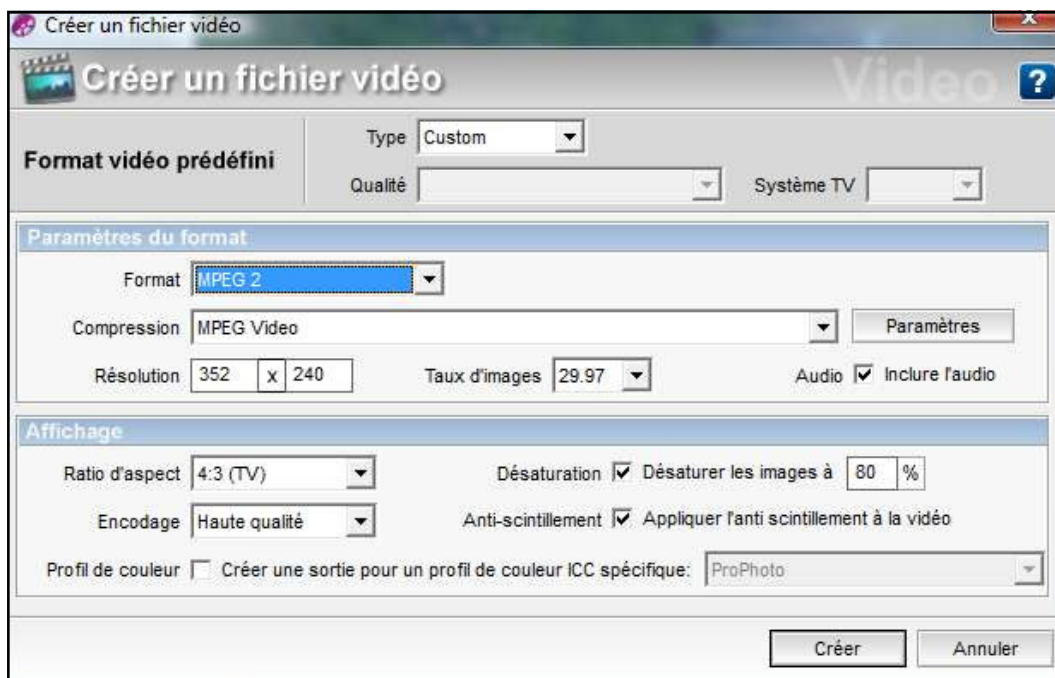 Créer un fichier vidéo
x
Créer un fichier vidéo
Video
?
Format vidéo prédéfini
Type Custom
Qualité
Système TV
Paramètres du format
Format MPEG 2
Compression MPEG Video Paramètres
Résolution 352 x 240 Taux d'images 29.97 Audio Inclure l'audio
Affichage
Ratio d'aspect 4:3 (TV) Désaturation Désaturer les images à 80 %
Encodage Haute qualité Anti-scintillement Appliquer l'anti scintillement à la vidéo
Profil de couleur Créer une sortie pour un profil de couleur ICC spécifique: ProPhoto
Créer Annuler